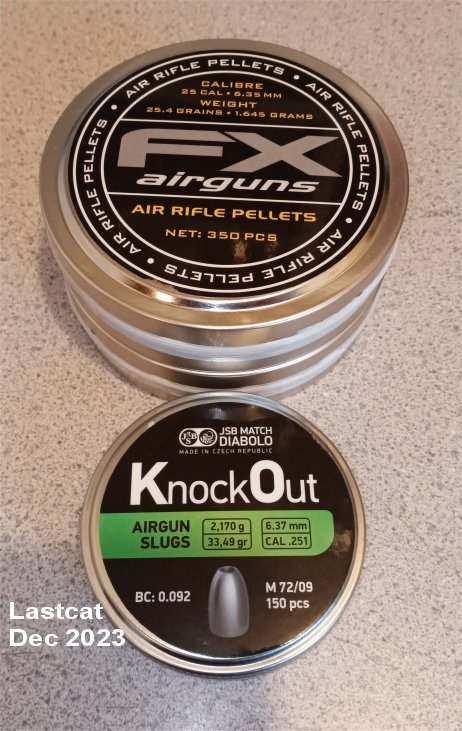 AIR RIFLE PELLETS • AIR RIFLE PELLETS • AIR RIFLE PELLETS • AIR RIFLE PELLETS •
CALIBRE
25 CAL • 6.35 MM
WEIGHT
25.4 GRAINS • 1,645 GRAMS
FX
airguns
AIR RIFLE PELLETS
NET: 350 PCS
JSB
JSB MATCH
DIABOLO
MADE IN CZECH REPUBLIC
KnockOut
AIRGUN
SLUGS
2,170 g
6.37 mm
33,49 gr
CAL .251
BC: 0.092
M 72/09
150 pcs
Lastcat
Dec 2023